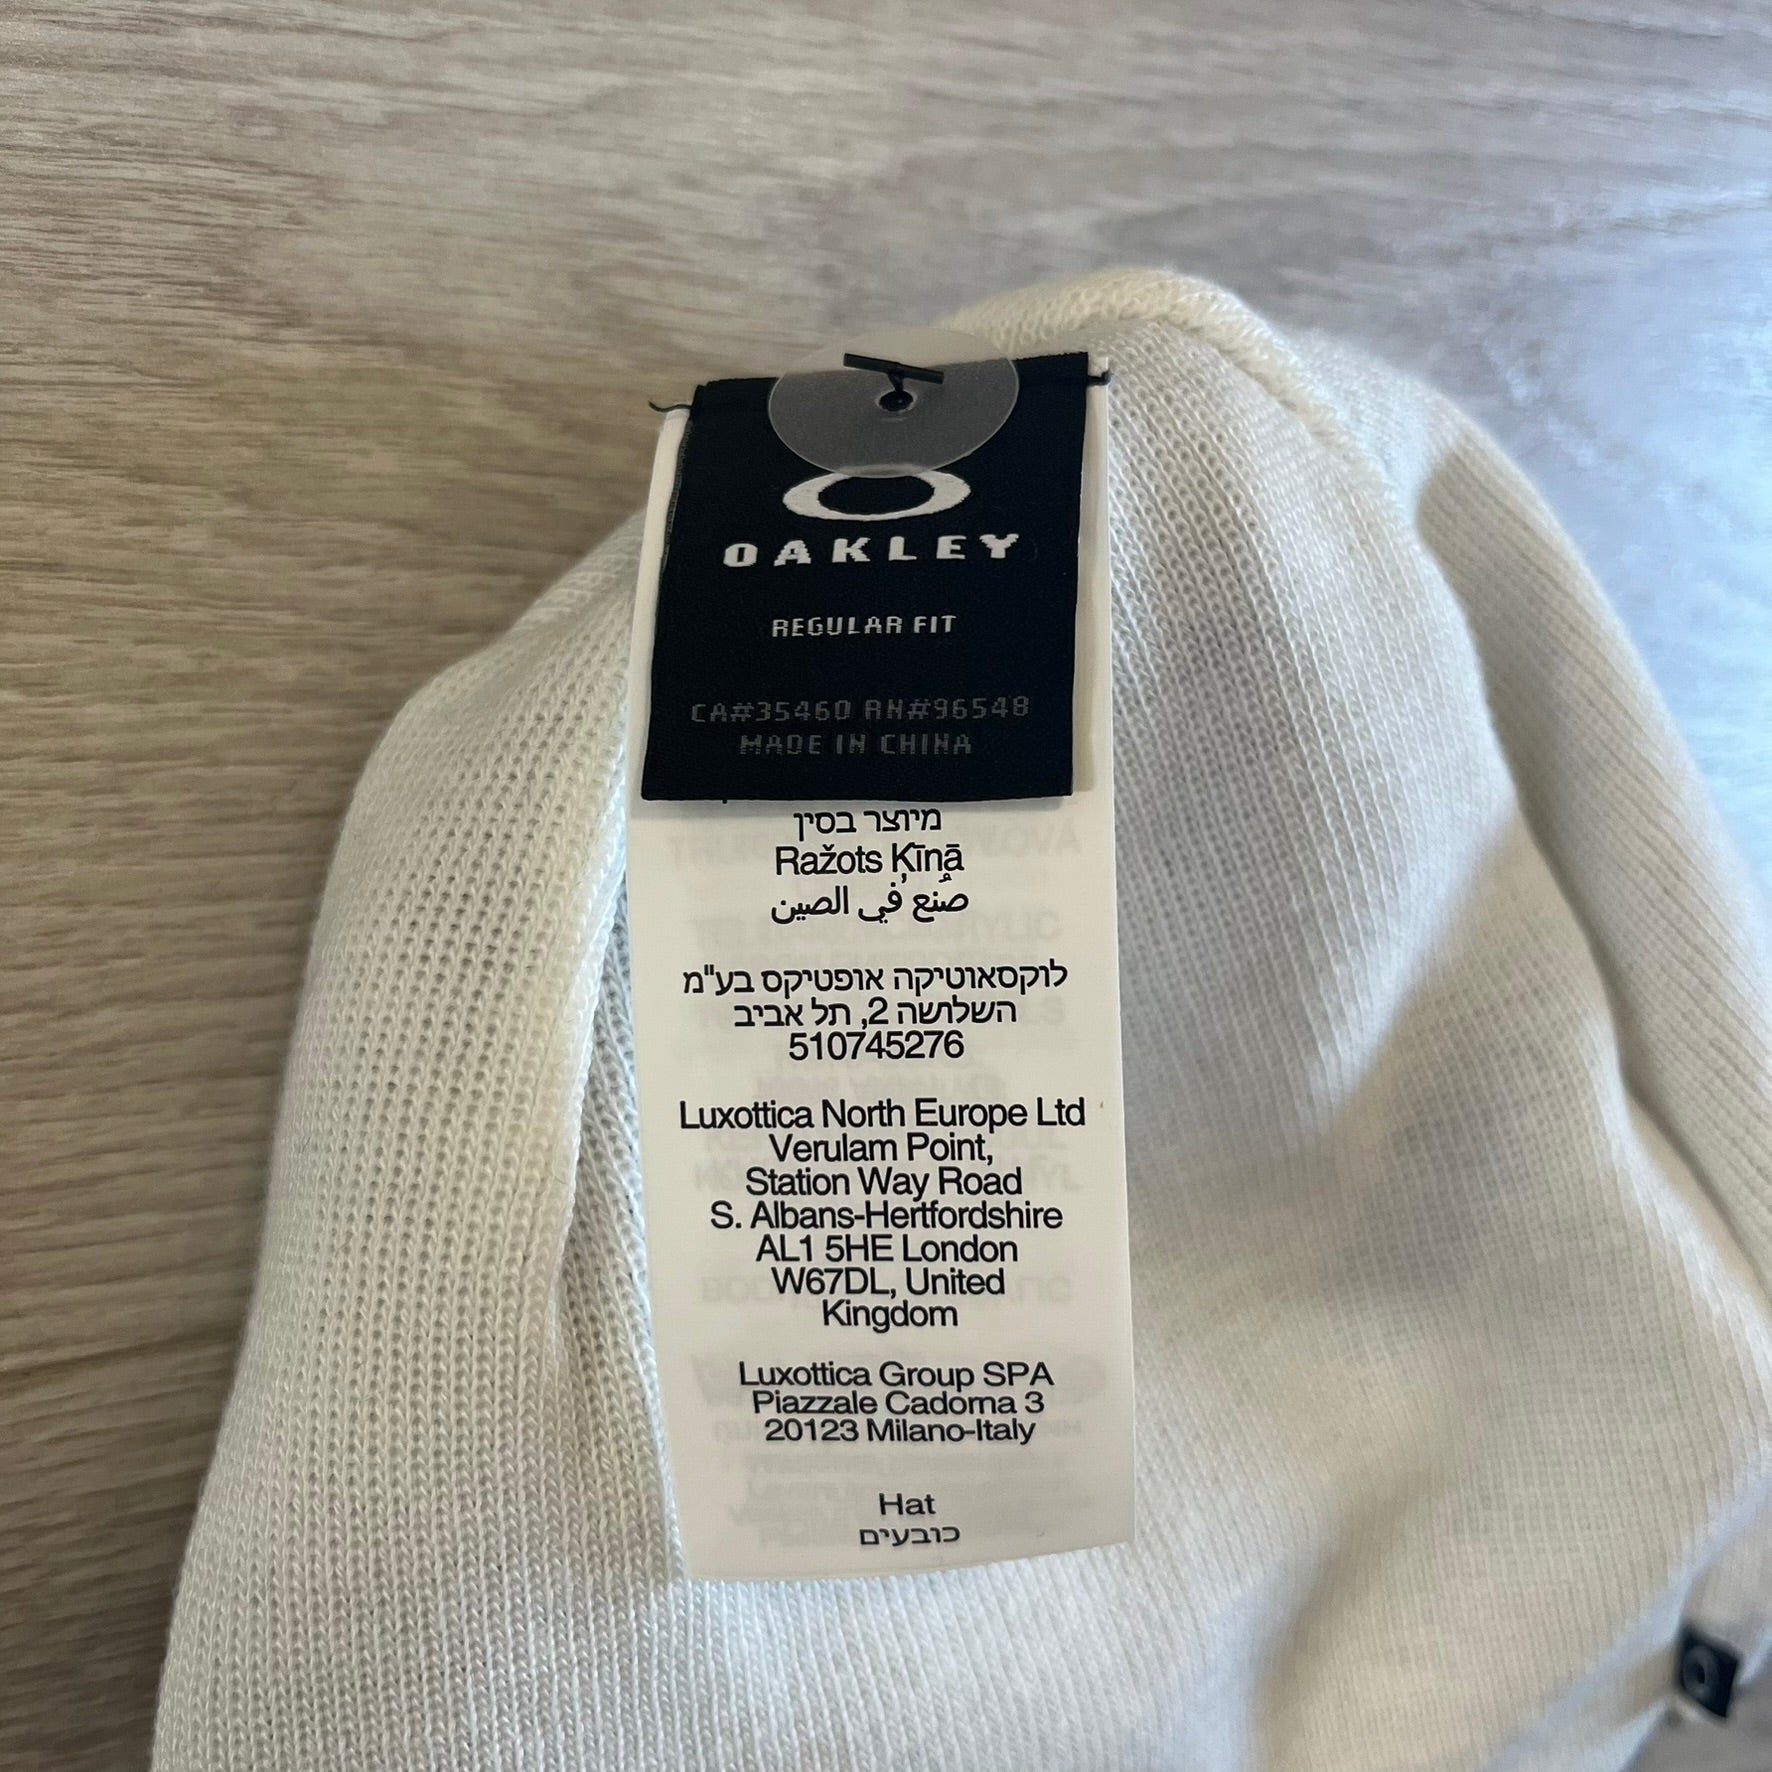 OAKLEY
REGULAR FIT
CA#35460 RN#96548
MADE IN CHINA
מיוצר בסין
Ražots Ķīņā
صُنع في الصين
לוקסאוטיקה אופטיקס בע"מ
השלושה 2, תל אביב
510745276
Luxottica North Europe Ltd
Verulam Point,
Station Way Road
S. Albans-Hertfordshire
AL1 5HE London
W67DL, United
Kingdom
Luxottica Group SPA
Piazzale Cadorna 3
20123 Milano-Italy
Hat
כובעים